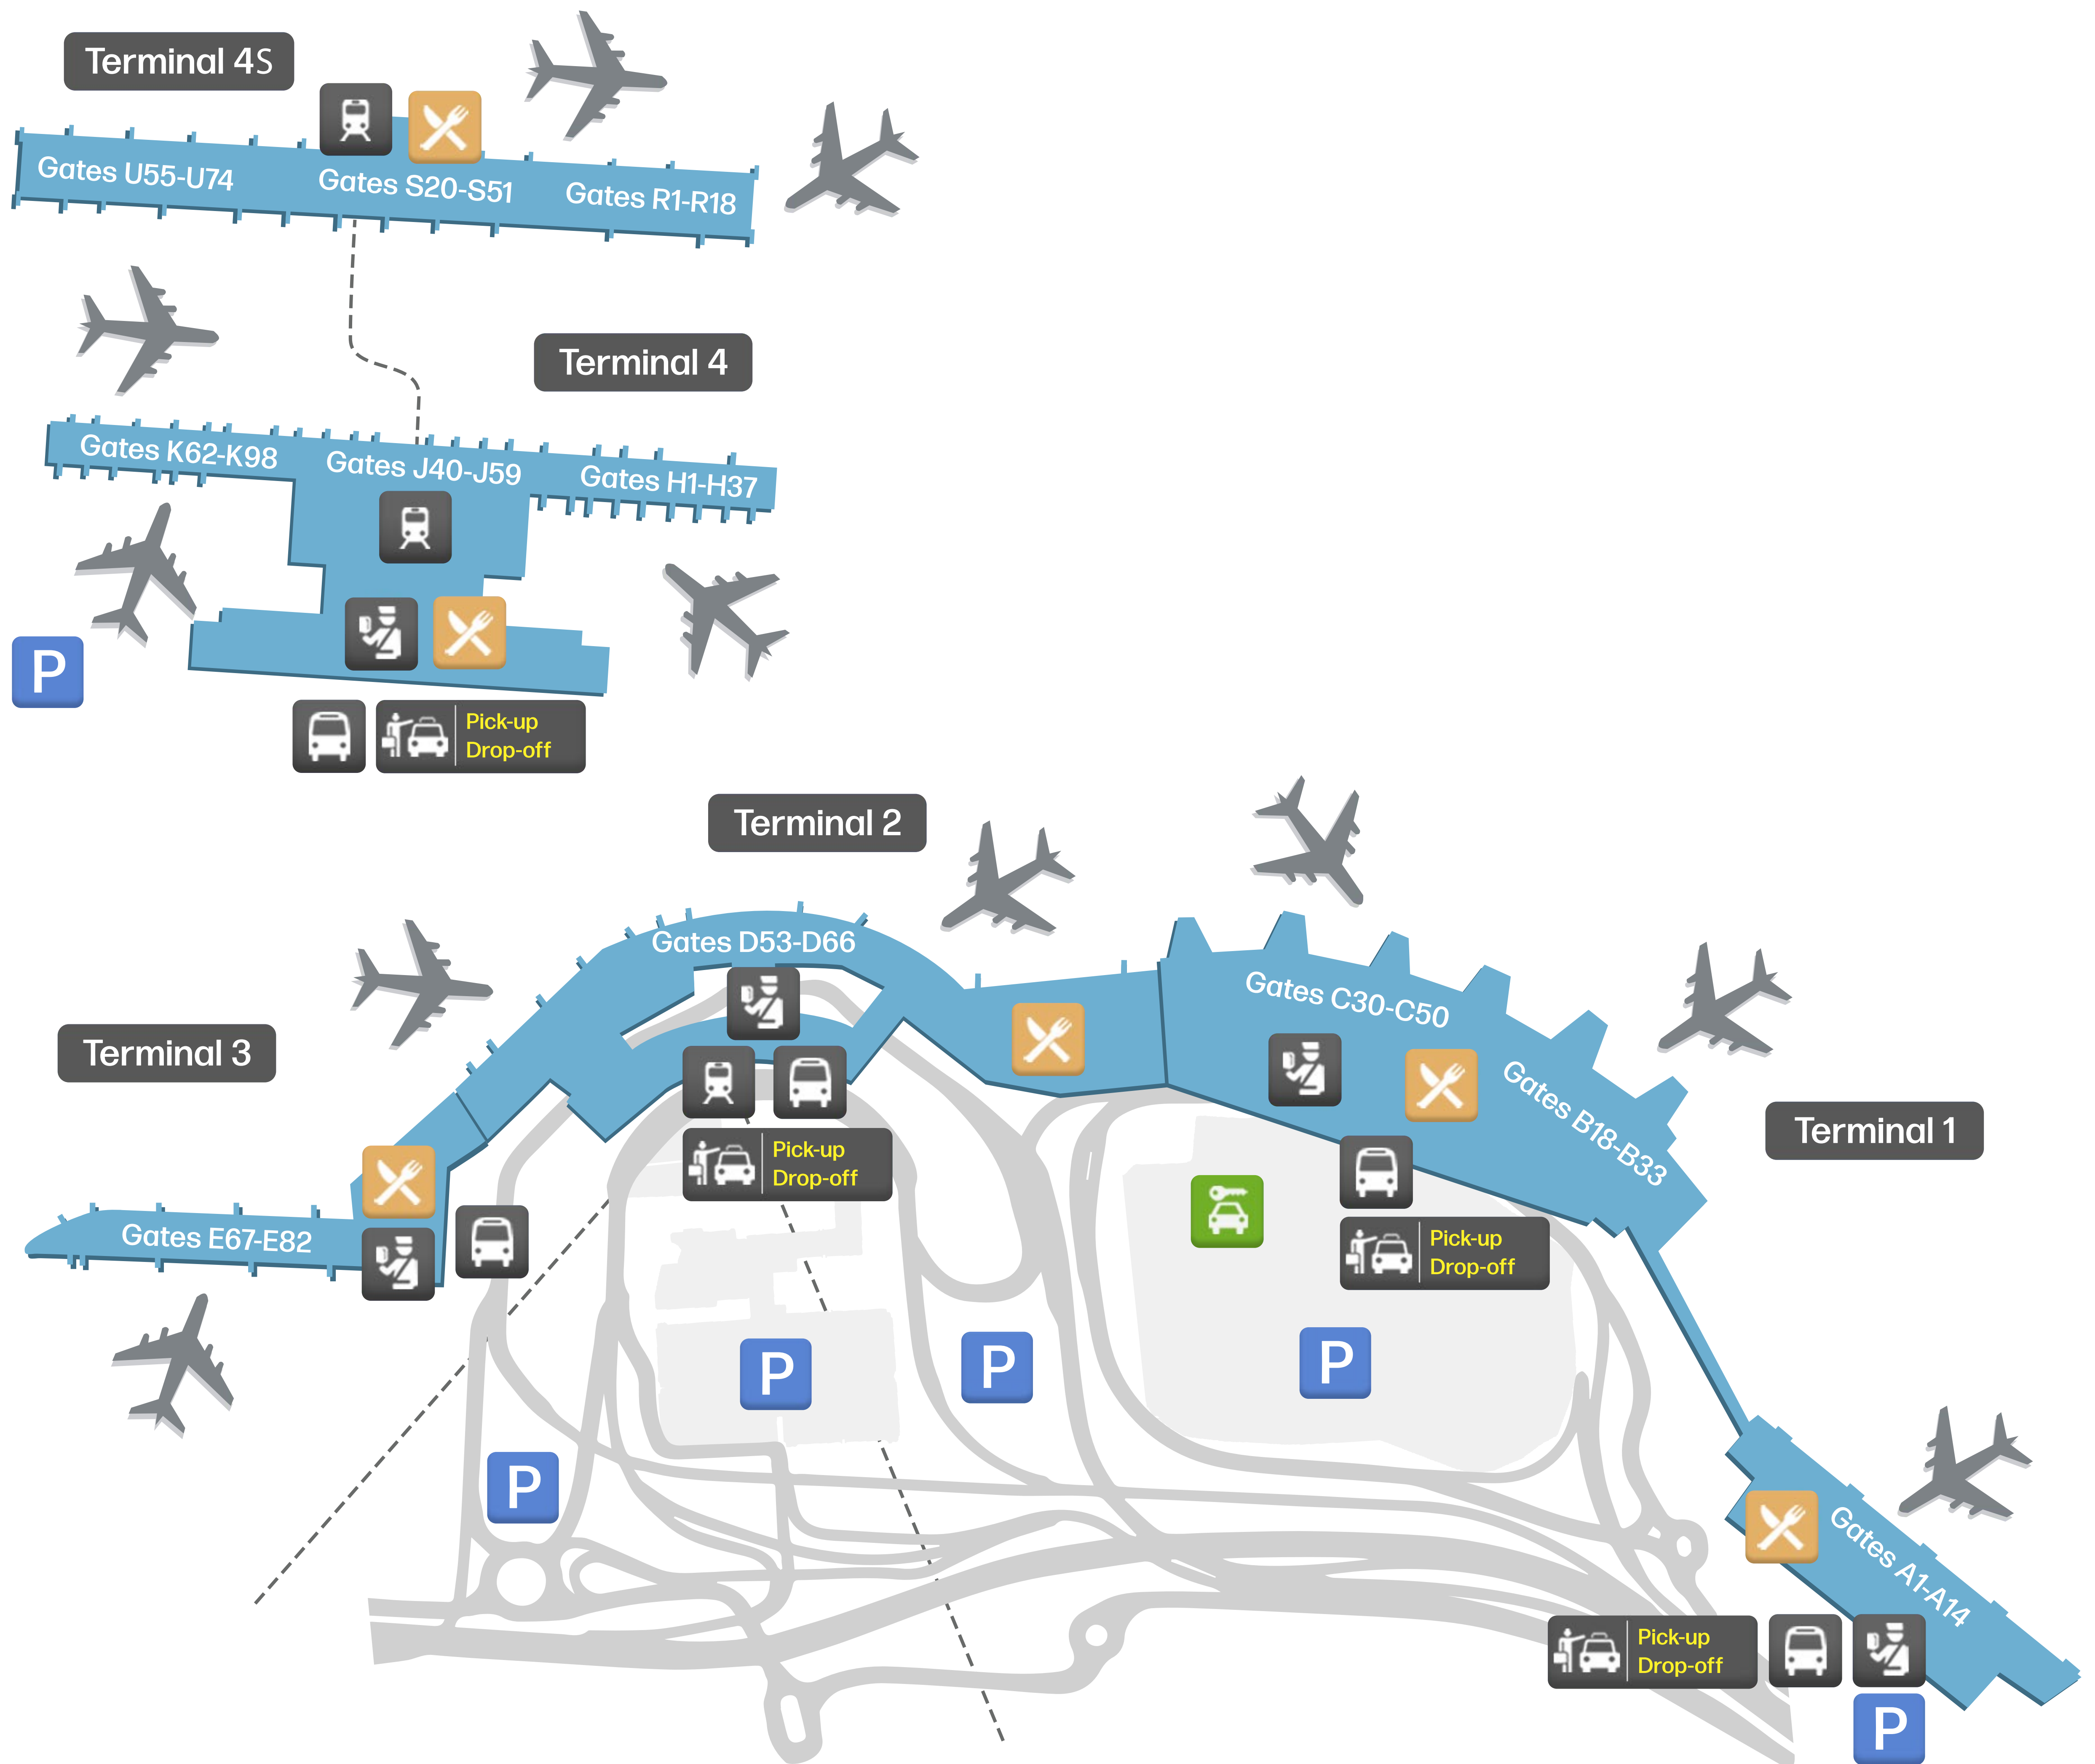 Terminal 4S
Gates U55-U74
Gates S20-S51
Gates R1-R18
Terminal 4
Gates K62-K98
Gates J40-J59
Gates H1-H37
P
Pick-up
Drop-off
Terminal 2
Gates D53-D66
Gates C30-C50
Terminal 3
Gates B18-B33
Terminal 1
Pick-up
Drop-off
Gates E67-E82
Pick-up
Drop-off
P
P
P
P
Gates A1-A14
Pick-up
Drop-off
P